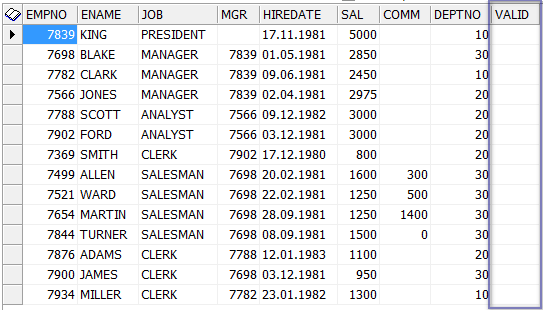 EMPNO ENAME JOB MGR HIREDATE SAL COMM DEPTNO VALID
7839 KING PRESIDENT 17.11.1981 5000 10
7698 BLAKE MANAGER 7839 01.05.1981 2850 30
7782 CLARK MANAGER 7839 09.06.1981 2450 10
7566 JONES MANAGER 7839 02.04.1981 2975 20
7788 SCOTT ANALYST 7566 09.12.1982 3000 20
7902 FORD ANALYST 7566 03.12.1981 3000 20
7369 SMITH CLERK 7902 17.12.1980 800 20
7499 ALLEN SALESMAN 7698 20.02.1981 1600 300 30
7521 WARD SALESMAN 7698 22.02.1981 1250 500 30
7654 MARTIN SALESMAN 7698 28.09.1981 1250 1400 30
7844 TURNER SALESMAN 7698 08.09.1981 1500 0 30
7876 ADAMS CLERK 7788 12.01.1983 1100 20
7900 JAMES CLERK 7698 03.12.1981 950 30
7934 MILLER CLERK 7782 23.01.1982 1300 10